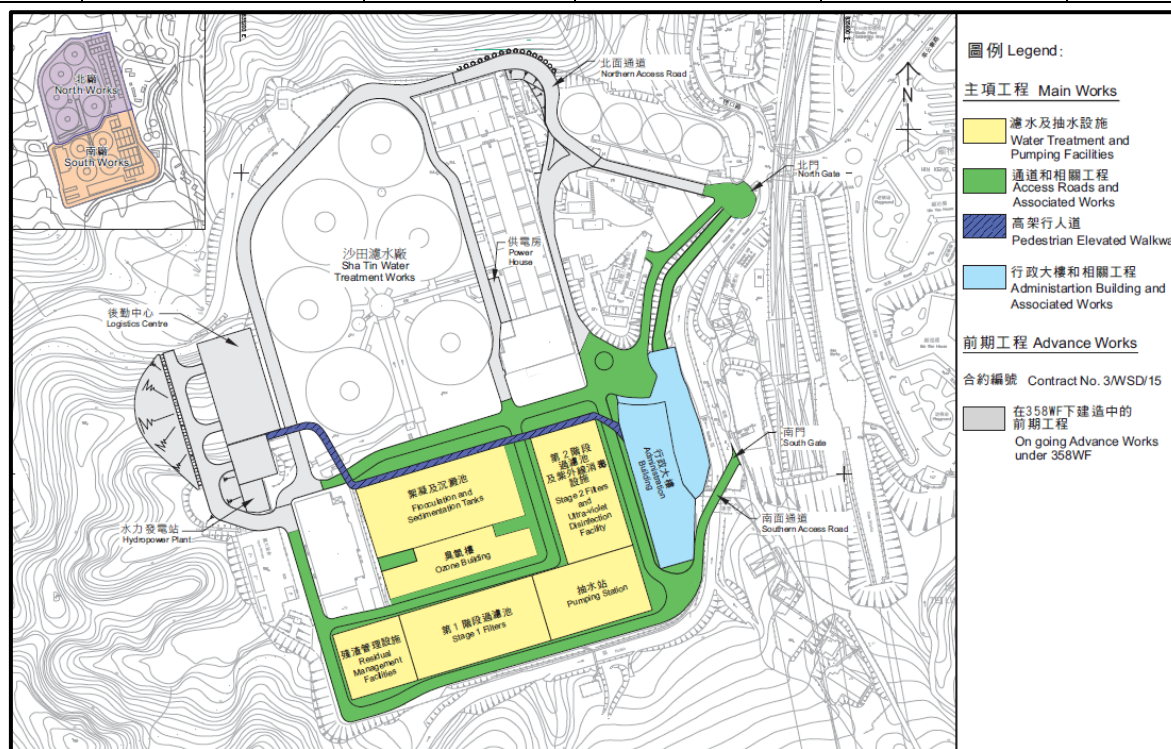 北廠
North Works
南廠
South Works
北面通道
Northern Access Road
N
北門
North Gate
沙田濾水廠
Sha Tin Water
Treatment Works
供電房
Power
House
後勤中心
Logistics Centre
南門
South Gate
第2階段
過濾池
及紫外線消毒
設施
Stage 2 Filters
and
Ultra-violet
Disinfection
Facility
行政大樓
Administration
Building
絮凝及沉澱池
Flocculation and
Sedimentation Tanks
南面通道
Southern Access Road
水力發電站
Hydropower Plant
臭氧樓
Ozone Building
抽水站
Pumping Station
第1階段過濾池
Stage 1 Filters
殘渣管理設施
Residual
Management
Facilities
圖例 Legend:
主項工程 Main Works
濾水及抽水設施
Water Treatment and
Pumping Facilities
通道和相關工程
Access Roads and
Associated Works
高架行人道
Pedestrian Elevated Walkwa
行政大樓和相關工程
Administartion Building and
Associated Works
前期工程 Advance Works
合約編號 Contract No. 3/WSD/15
在358WF下建造中的
前期工程
On going Advance Works
under 358WF